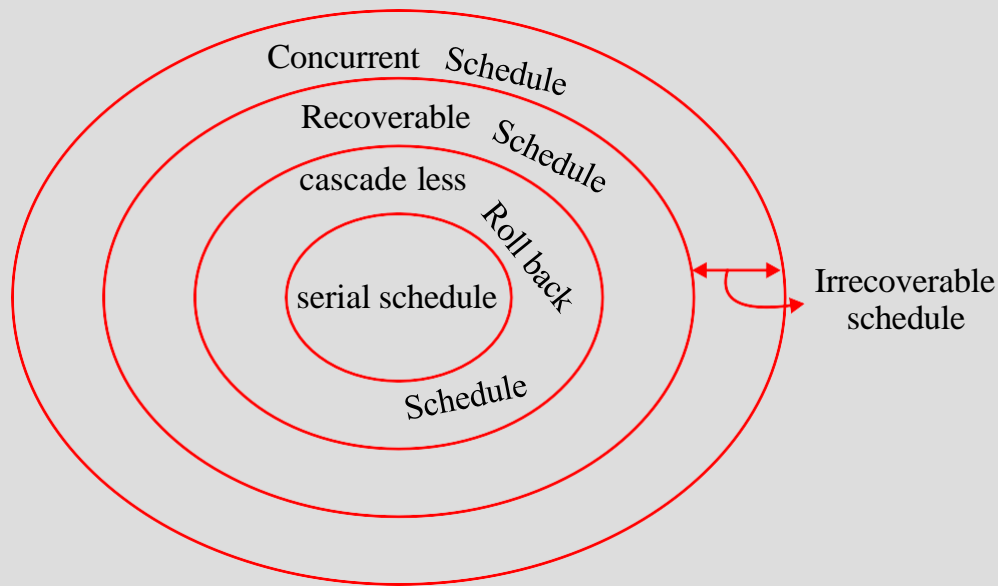 Concurrent Schedule
Recoverable Schedule
cascade less
Roll back
serial schedule
Schedule
Irrecoverable
schedule